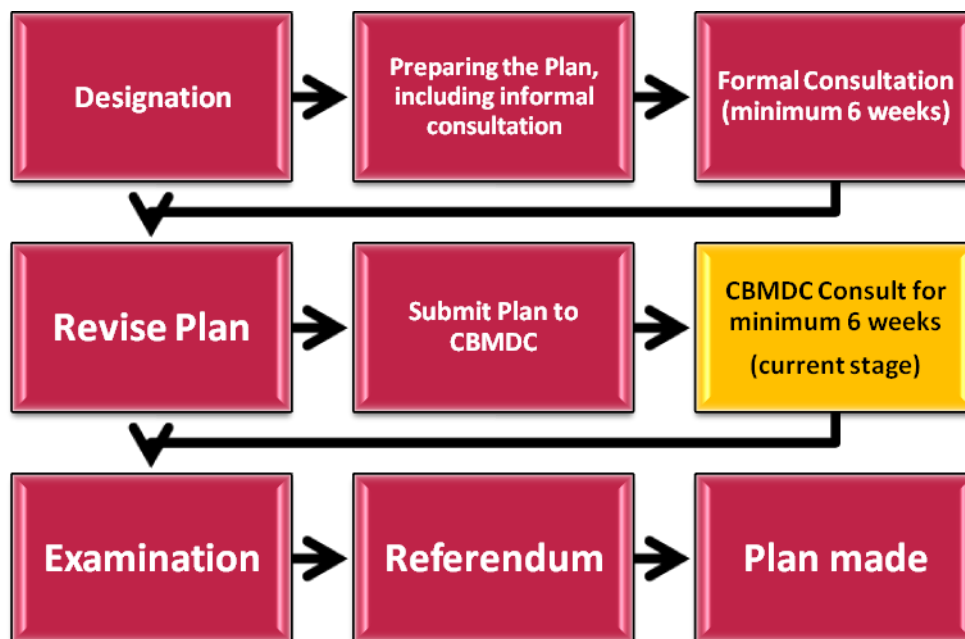 Designation
Preparing the Plan,
including informal
consultation
Formal Consultation
(minimum 6 weeks)
Revise Plan
Submit Plan to
CBMDC
CBMDC Consult for
minimum 6 weeks
(current stage)
Examination
Referendum
Plan made